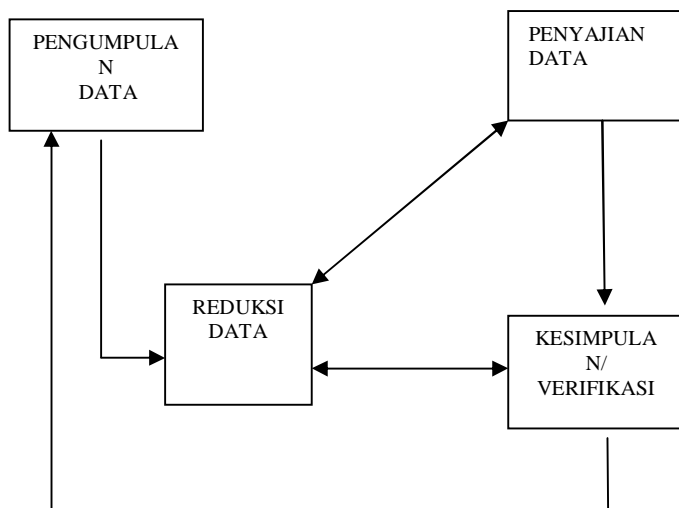 PENGUMPULA
N
DATA
PENYAJIAN
DATA
REDUKSI
DATA
KESIMPULA
N/
VERIFIKASI